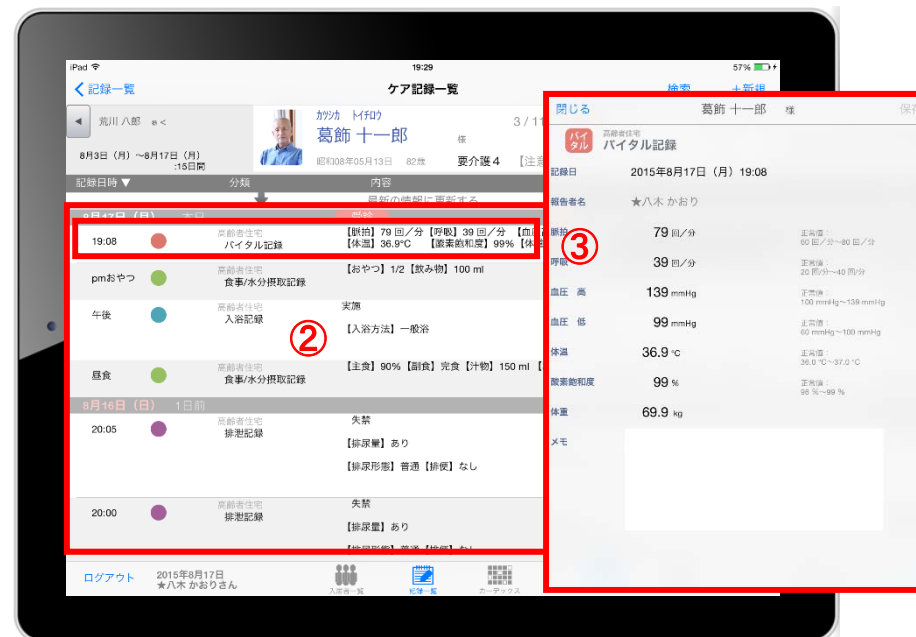 iPad
19:29
57%
記録一覧
ケア記録一覧
検索
+新規
荒川 八郎
カツシカ トイチロウ
葛飾 十一郎 様
3 / 11
8月3日（月）~8月17日（月）
:15日間
昭和08年05月13日 82歳 要介護４
記録日時 ▼ 分類 内容
最新の情報に更新する
8月17日（日） 本日
19:08
高齢者住宅
バイタル記録
【脈拍】79 回／分【呼吸】39 回／分
【体温】36.9℃ 【酸素飽和度】99%
pmおやつ
高齢者住宅
食事/水分摂取記録
【おやつ】1/2【飲み物】100 ml
午後
高齢者住宅
入浴記録
実施
【入浴方法】一般浴
②
昼食
高齢者住宅
食事/水分摂取記録
【主食】90%【副食】完食【汁物】150 ml
8月16日（日） 1日前
20:05
高齢者住宅
排泄記録
失禁
【排尿量】あり
【排尿形態】普通【排便】なし
20:00
高齢者住宅
排泄記録
失禁
【排尿量】あり
ログアウト
2015年8月17日
★八木 かおりさん
入居者一覧
記録一覧
カーデックス
閉じる
葛飾 十一郎 様
保存
バイタル
高齢者住宅
バイタル記録
記録日 2015年8月17日（月）19:08
報告者名 ★八木 かおり
③
脈拍 79 回／分 正常値：
60 回／分~80 回／分
呼吸 39 回／分 正常値：
20 回/分~40 回/分
血圧 高 139 mmHg 正常値：
100 mmHg~139 mmHg
血圧 低 99 mmHg 正常値：
60 mmHg~100 mmHg
体温 36.9 ℃ 正常値：
36.0 ℃~37.0 ℃
酸素飽和度 99 % 正常値：
96 %~99 %
体重 69.9 kg
メモ